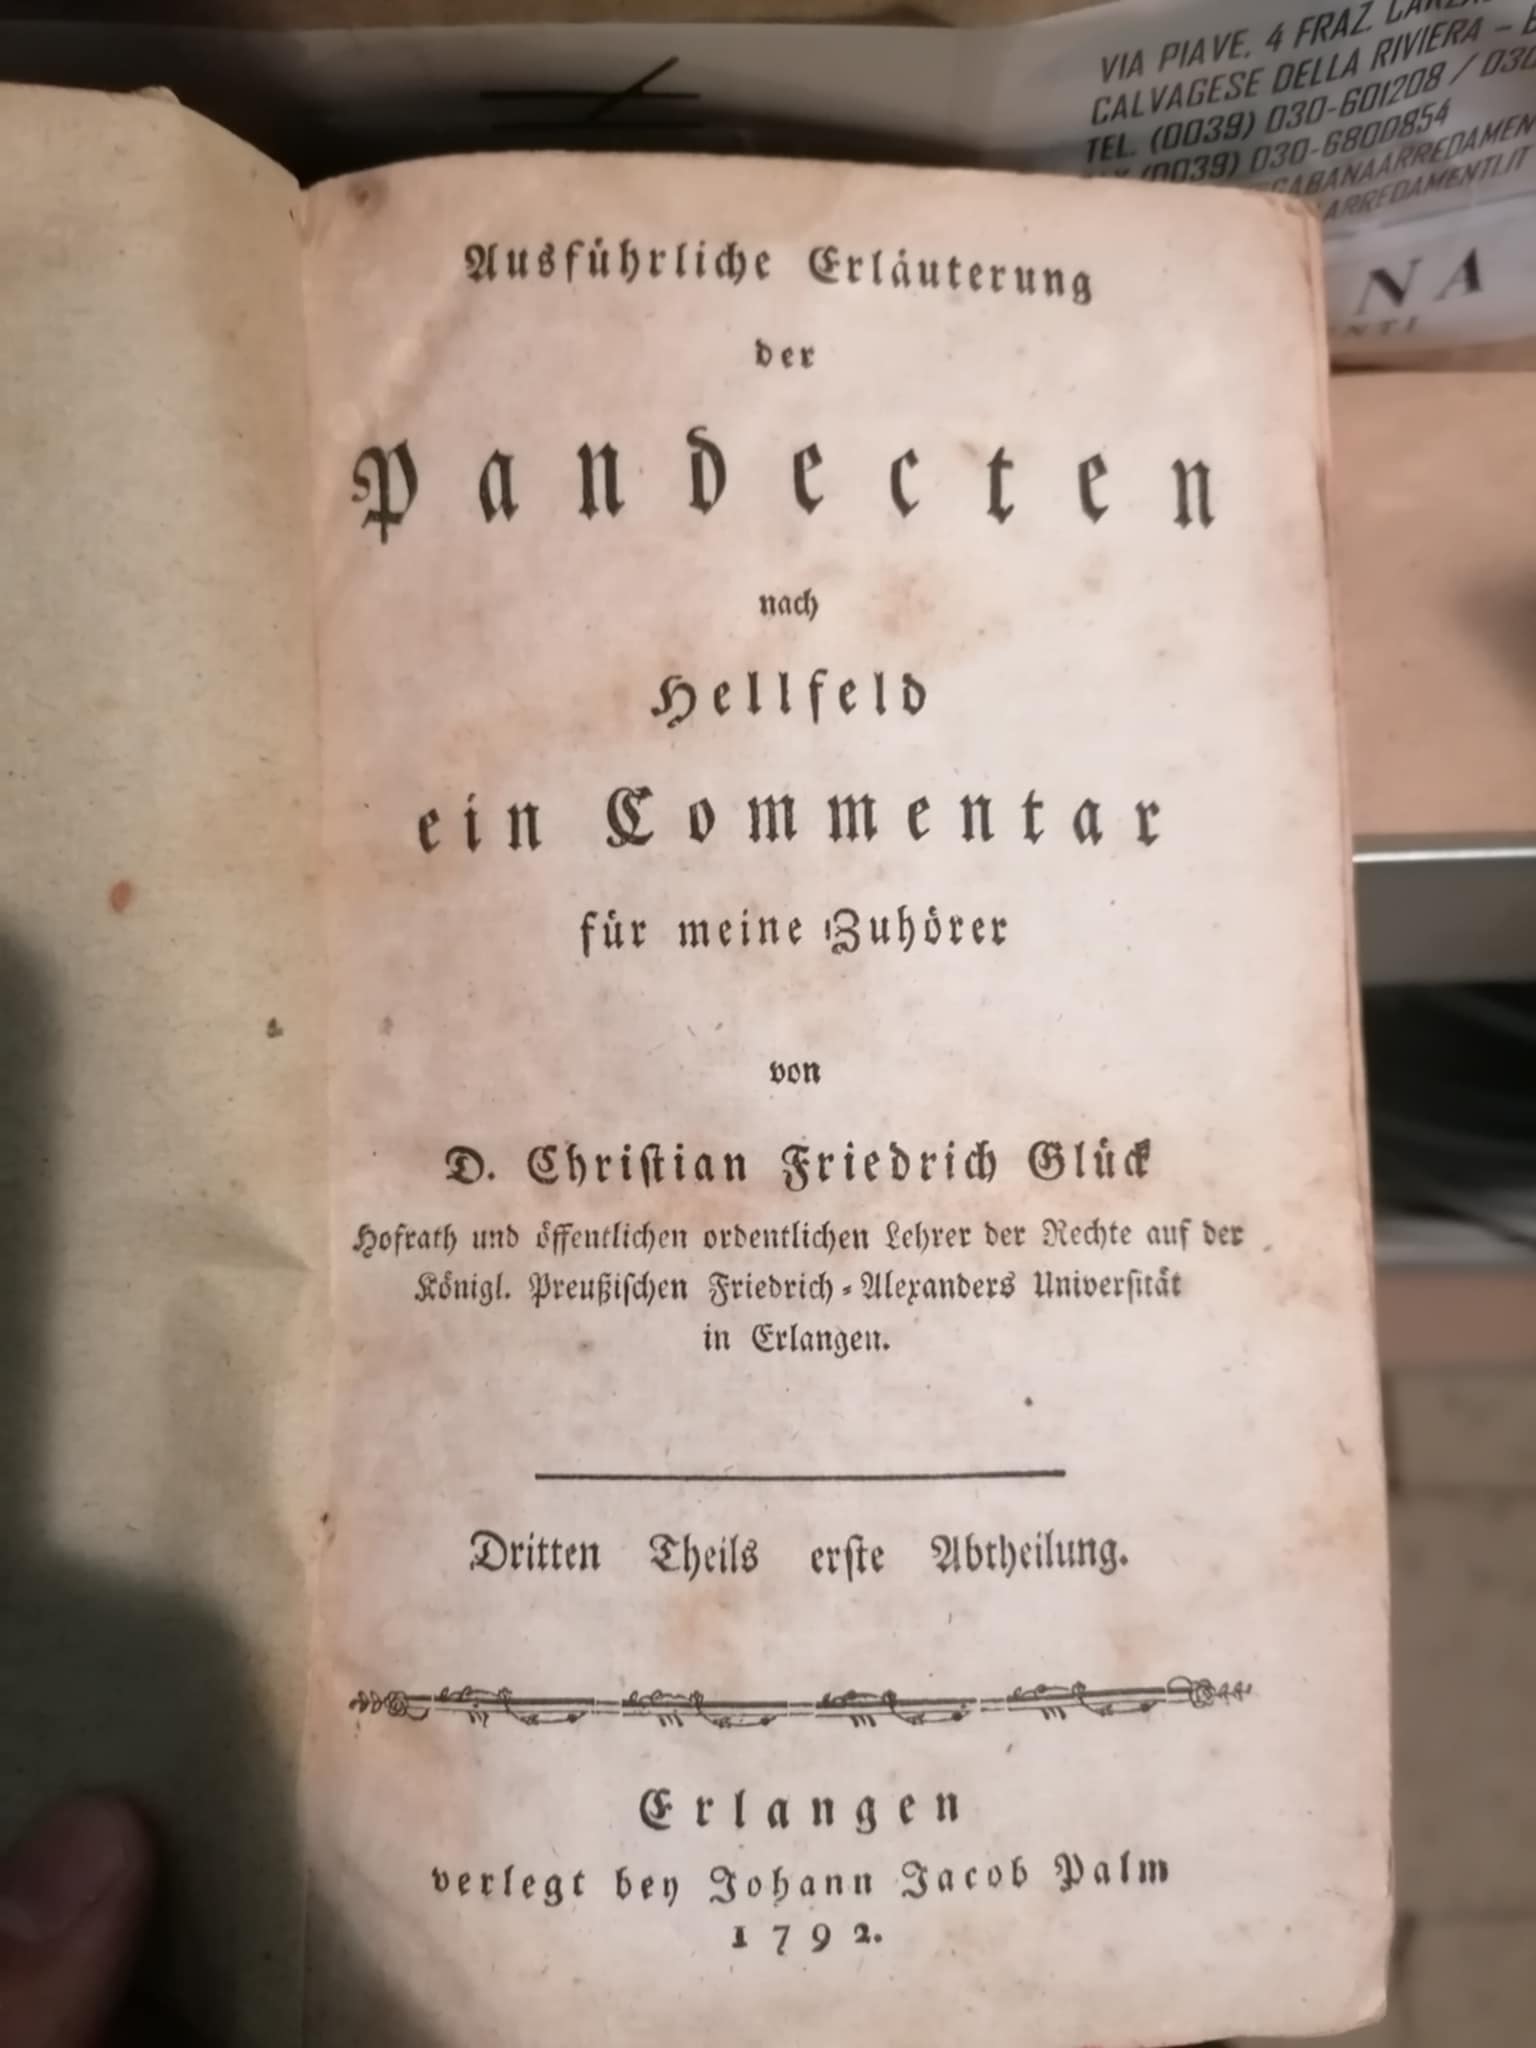 VIA PIAVE, 4 FRAZ.
CALVAGESE DELLA RIVIERA –
TEL. (0039) 030-601208 / 030
(0039) 030-6800854
NA
Ausführliche Erläuterung
der
Pandecten
nach
Hellfeld
ein Commentar
für meine Zuhörer
von
D. Christian Friedrich Glück
Hofrath und öffentlichen ordentlichen Lehrer der Rechte auf der
Königl. Preußiſchen Friedrich-Alexanders Univerſität
in Erlangen.
Dritten Theils erſte Abtheilung.
Erlangen
verlegt bey Johann Jacob Palm
1792.